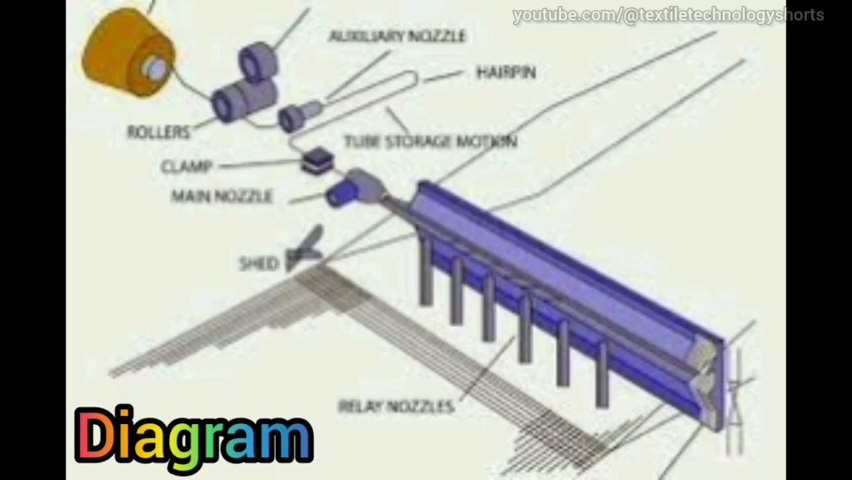 youtube.com/@textiletechnologyshorts
AUXILIARY NOZZLE
HAIRPIN
ROLLERS
TUBE STORAGE MOTION
CLAMP
MAIN NOZZLE
SHED
RELAY NOZZLES
Diagram